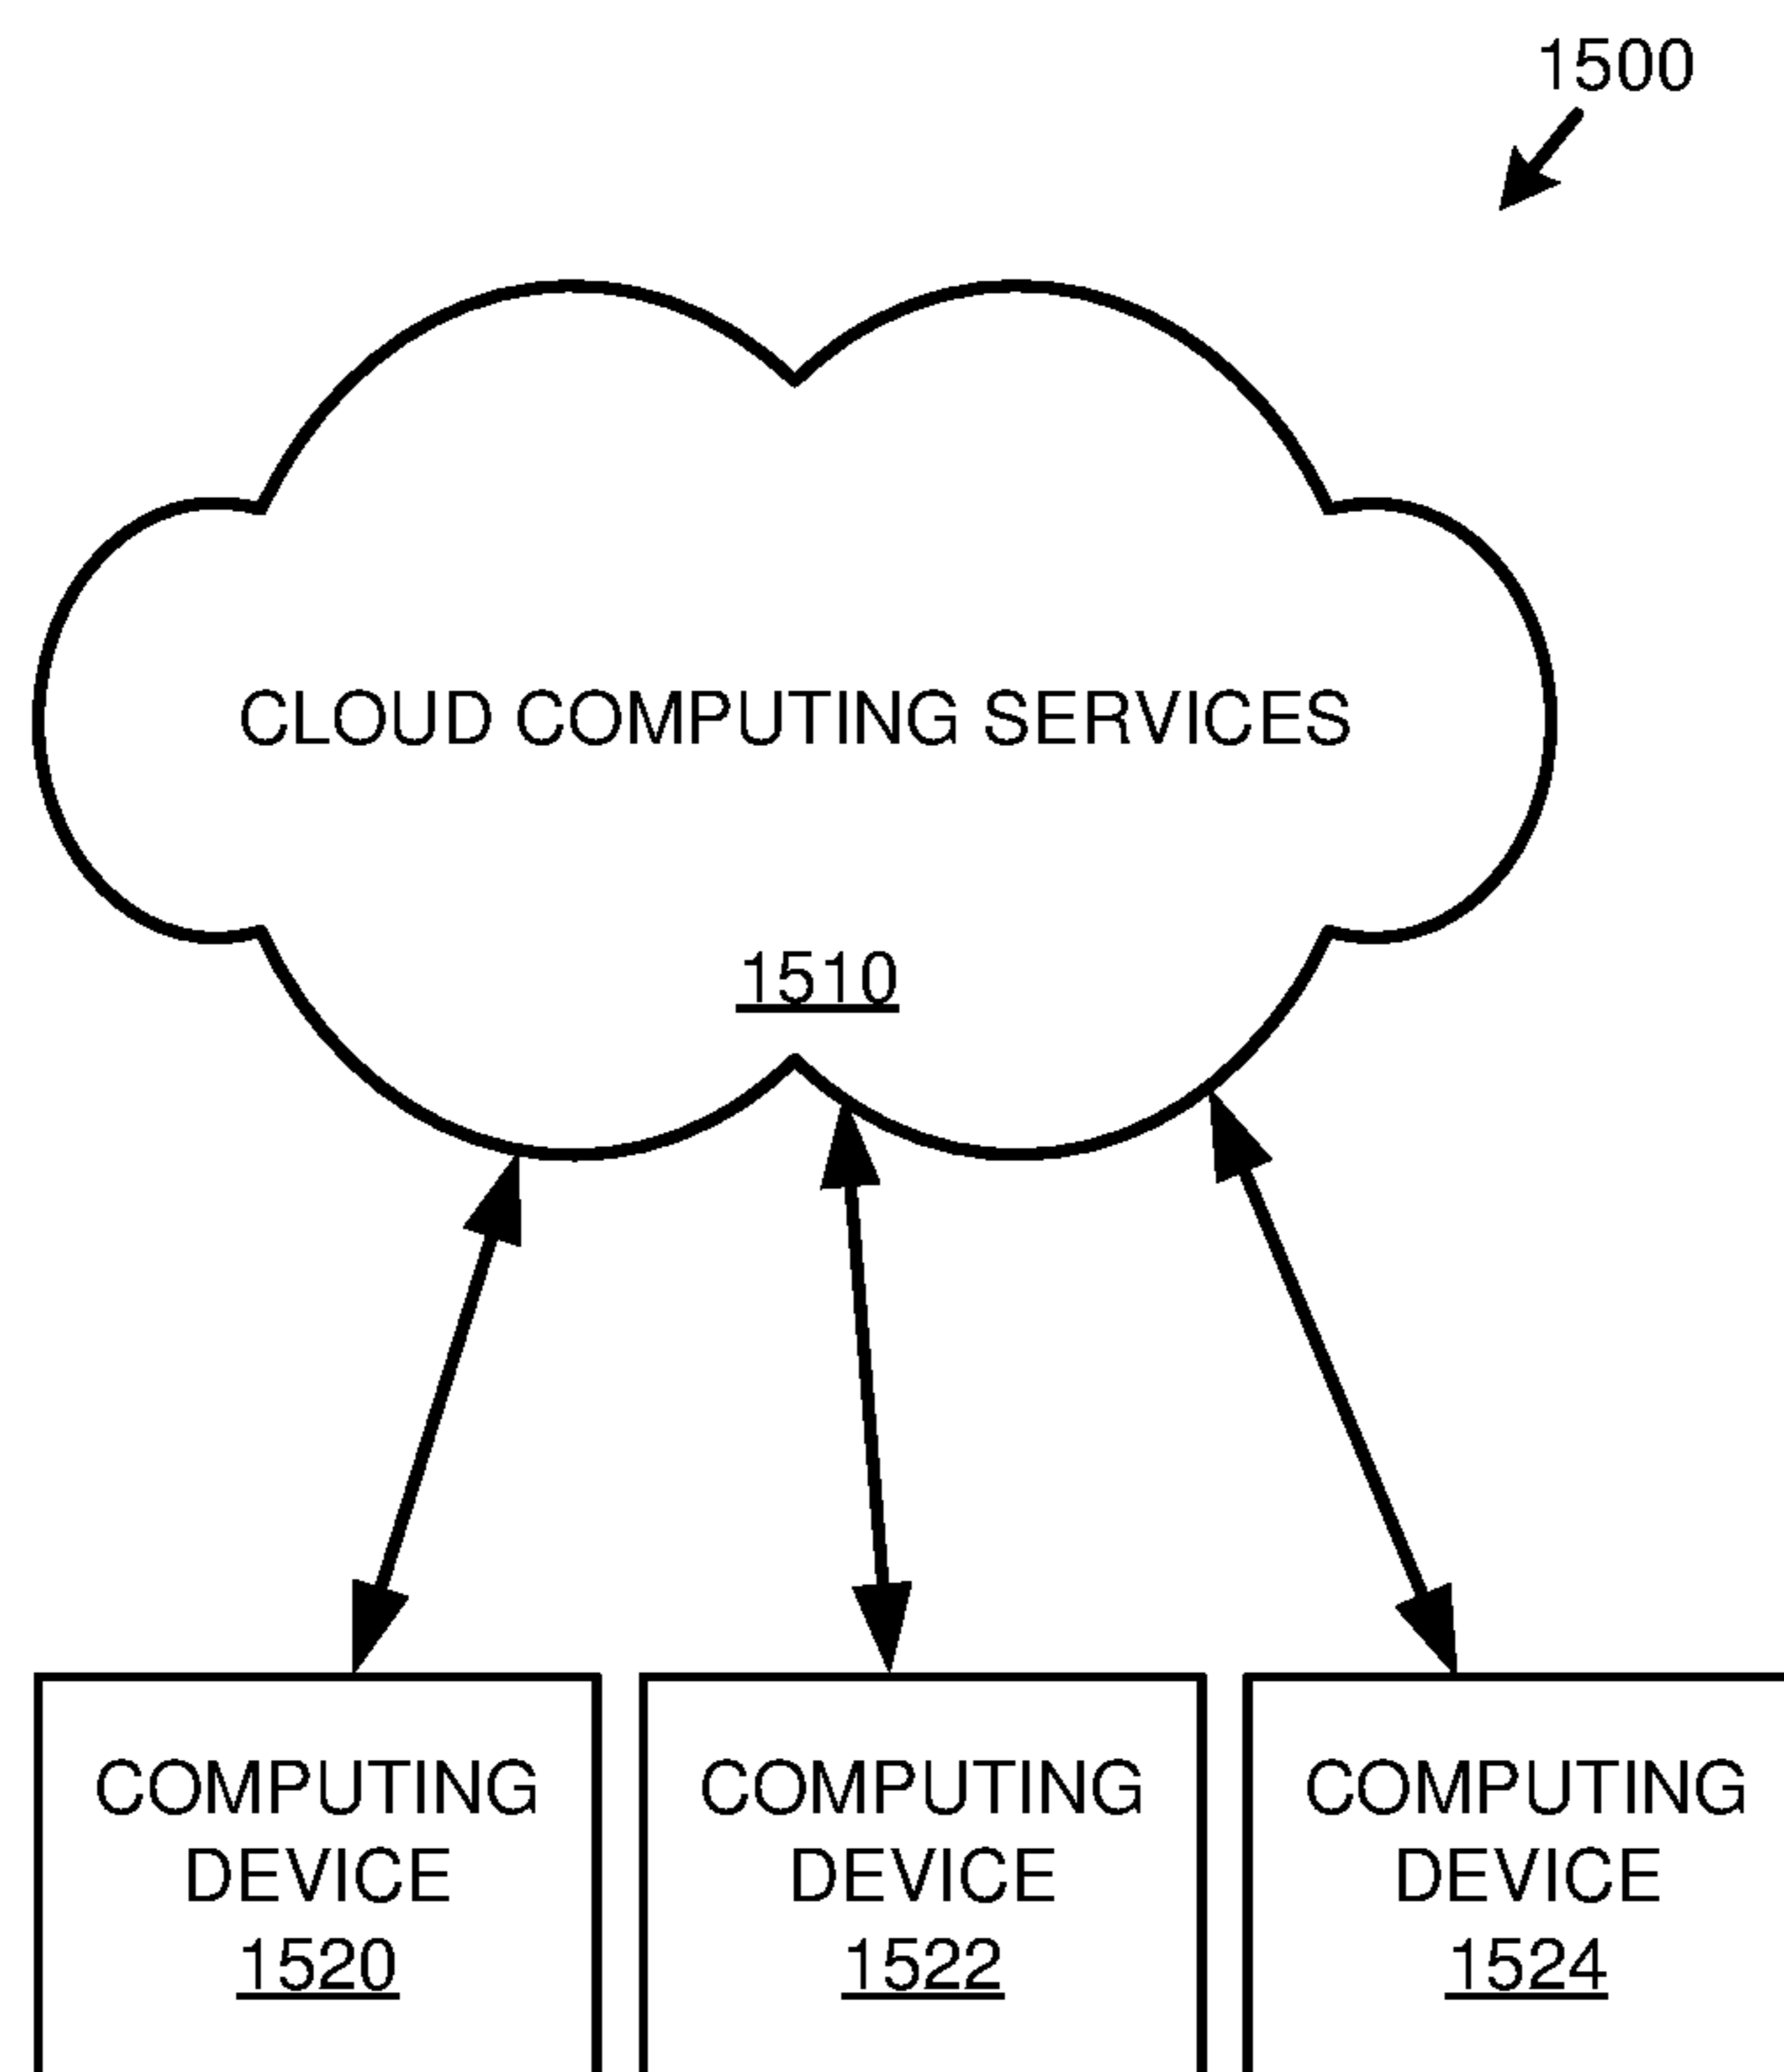 1500
CLOUD COMPUTING SERVICES
1510
COMPUTING
DEVICE
1520
COMPUTING
DEVICE
1522
COMPUTING
DEVICE
1524